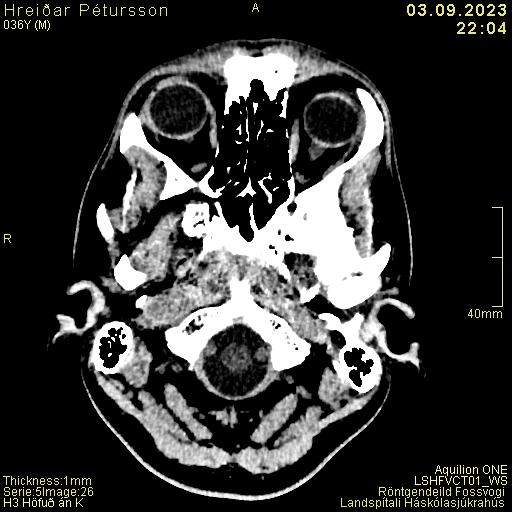 Hreiðar Pétursson
036Y (M)
A
03.09.2023
22:04
R
40mm
Thickness:1mm
Serie:5Image:26
H3 Höfuð án K
Aquilion ONE
LSHFVCT01_WS
Röntgendeild Fossvogi
Landspítali Háskólasjúkrahús